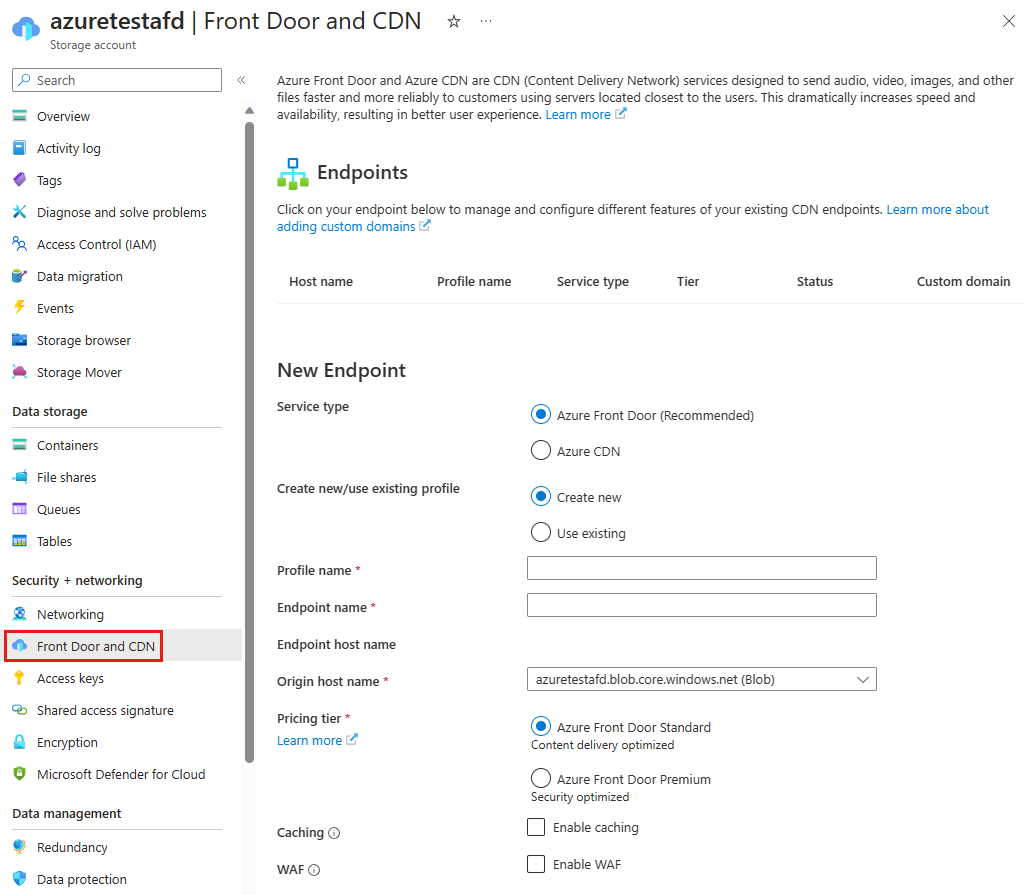 azuretestafd | Front Door and CDN
Storage account
Search
Overview
Activity log
Tags
Diagnose and solve problems
Access Control (IAM)
Data migration
Events
Storage browser
Storage Mover
Data storage
Containers
File shares
Queues
Tables
Security + networking
Networking
Front Door and CDN
Access keys
Shared access signature
Encryption
Microsoft Defender for Cloud
Data management
Redundancy
Data protection
Azure Front Door and Azure CDN are CDN (Content Delivery Network) services designed to send audio, video, images, and other
files faster and more reliably to customers using servers located closest to the users. This dramatically increases speed and
availability, resulting in better user experience. Learn more
Endpoints
Click on your endpoint below to manage and configure different features of your existing CDN endpoints. Learn more about
adding custom domains
Host name Profile name Service type Tier Status Custom domain
New Endpoint
Service type
Azure Front Door (Recommended)
Azure CDN
Create new/use existing profile
Create new
Use existing
Profile name *
Endpoint name *
Endpoint host name
Origin host name *
azuretestafd.blob.core.windows.net (Blob)
Pricing tier *
Learn more
Azure Front Door Standard
Content delivery optimized
Azure Front Door Premium
Security optimized
Caching
Enable caching
WAF
Enable WAF